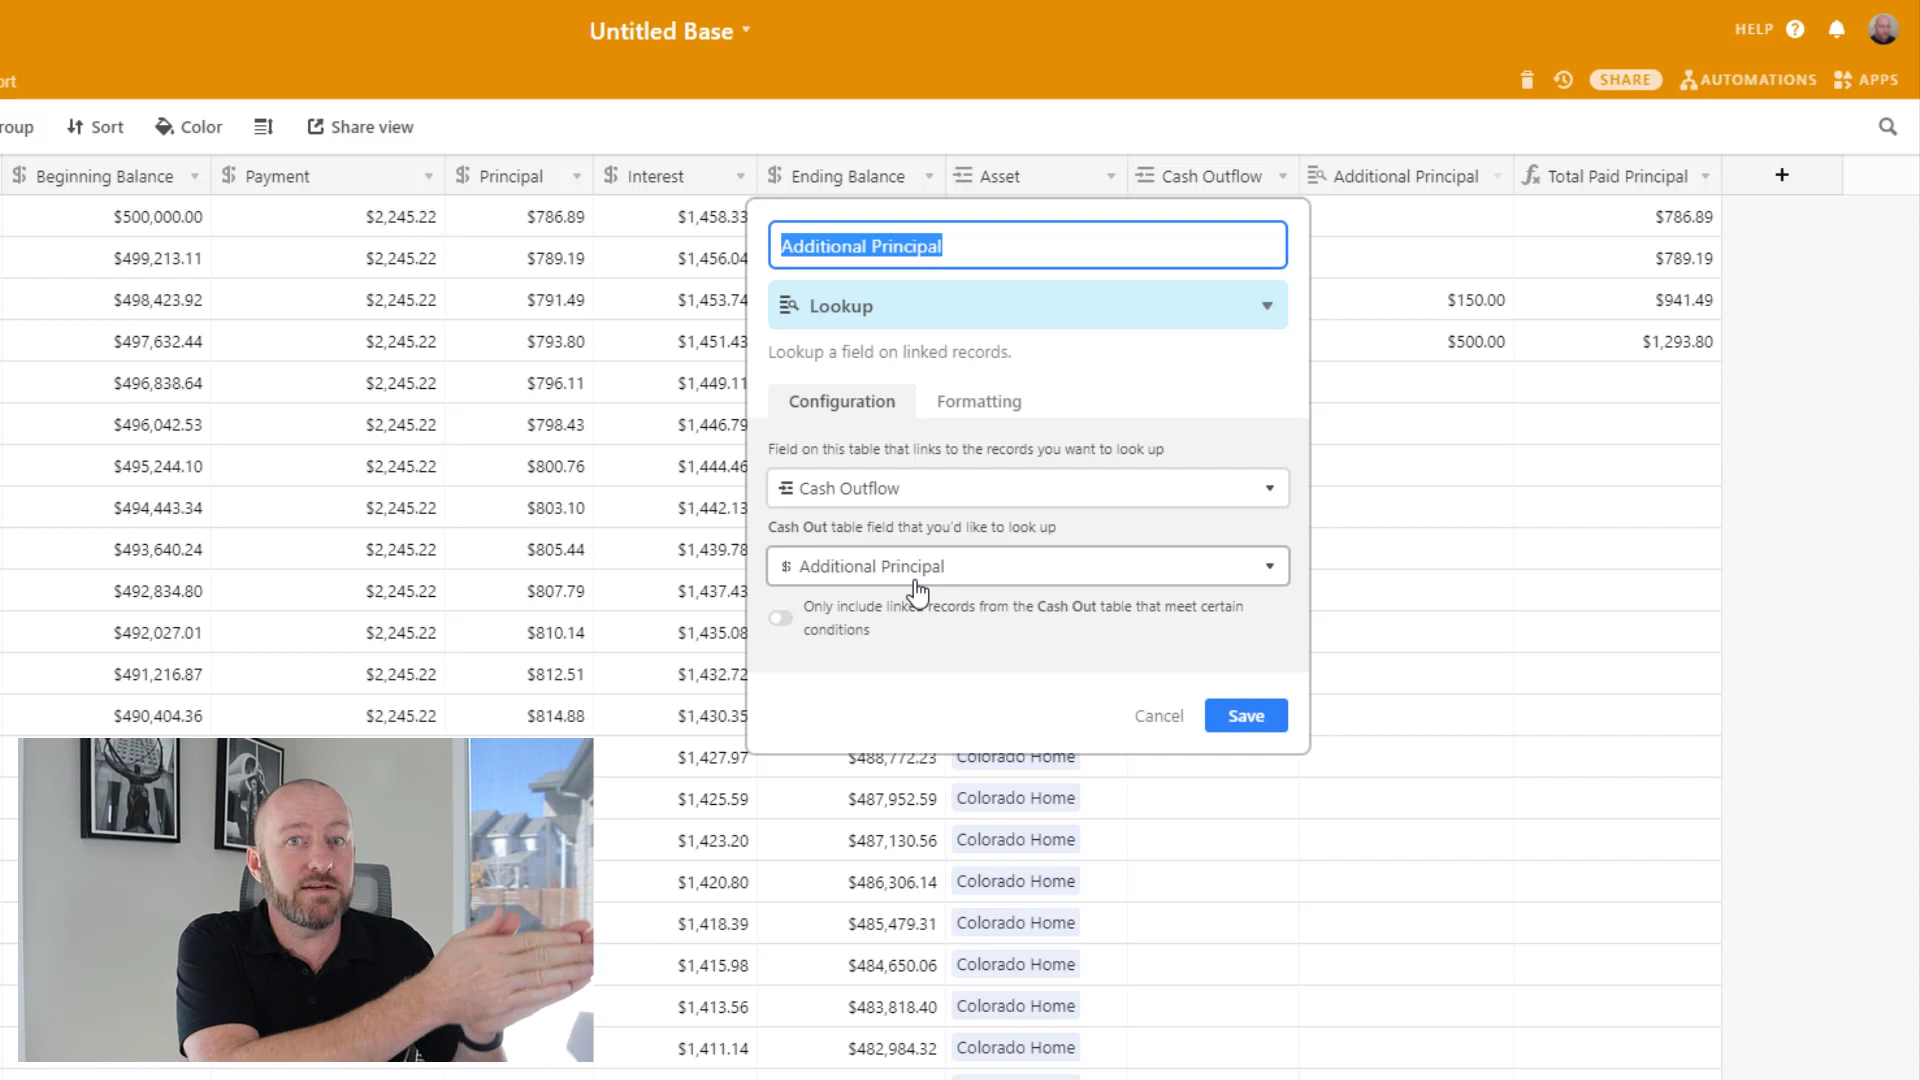 Untitled Base
HELP
ort
SHARE
AUTOMATIONS
APPS
roup
Sort
Color
Share view
Beginning Balance
Payment
Principal
Interest
Ending Balance
Asset
Cash Outflow
Additional Principal
Total Paid Principal
+
$500,000.00 $2,245.22 $786.89 $1,458.33 $786.89
$499,213.11 $2,245.22 $789.19 $1,456.04 $789.19
$498,423.92 $2,245.22 $791.49 $1,453.74 $150.00 $941.49
$497,632.44 $2,245.22 $793.80 $1,451.43 $500.00 $1,293.80
$496,838.64 $2,245.22 $796.11 $1,449.11
$496,042.53 $2,245.22 $798.43 $1,446.79
$495,244.10 $2,245.22 $800.76 $1,444.46
$494,443.34 $2,245.22 $803.10 $1,442.13
$493,640.24 $2,245.22 $805.44 $1,439.78
$492,834.80 $2,245.22 $807.79 $1,437.43
$492,027.01 $2,245.22 $810.14 $1,435.08
$491,216.87 $2,245.22 $812.51 $1,432.72
$490,404.36 $2,245.22 $814.88 $1,430.35
$1,427.97 $488,772.23 Colorado Home
$1,425.59 $487,952.59 Colorado Home
$1,423.20 $487,130.56 Colorado Home
$1,420.80 $486,306.14 Colorado Home
$1,418.39 $485,479.31 Colorado Home
$1,415.98 $484,650.06 Colorado Home
$1,413.56 $483,818.40 Colorado Home
$1,411.14 $482,984.32 Colorado Home
Additional Principal
Lookup
Lookup a field on linked records.
Configuration
Formatting
Field on this table that links to the records you want to look up
Cash Outflow
Cash Out table field that you'd like to look up
Additional Principal
Only include linked records from the Cash Out table that meet certain
conditions
Cancel
Save